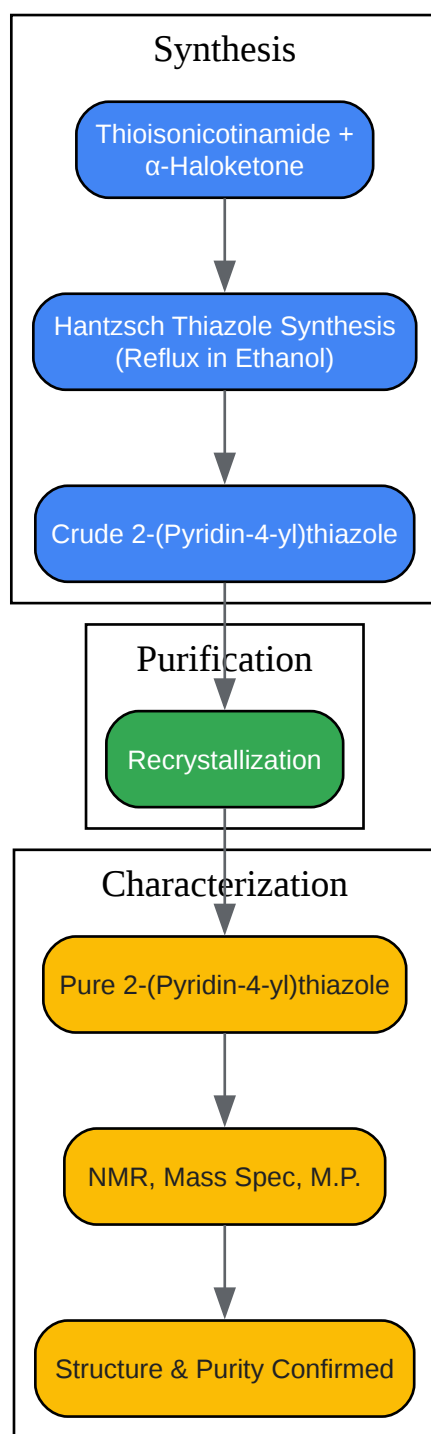 Synthesis
Thioisonicotinamide +
α-Haloketone
Hantzsch Thiazole Synthesis
(Reflux in Ethanol)
Crude 2-(Pyridin-4-yl)thiazole
Purification
Recrystallization
Characterization
Pure 2-(Pyridin-4-yl)thiazole
NMR, Mass Spec, M.P.
Structure & Purity Confirmed